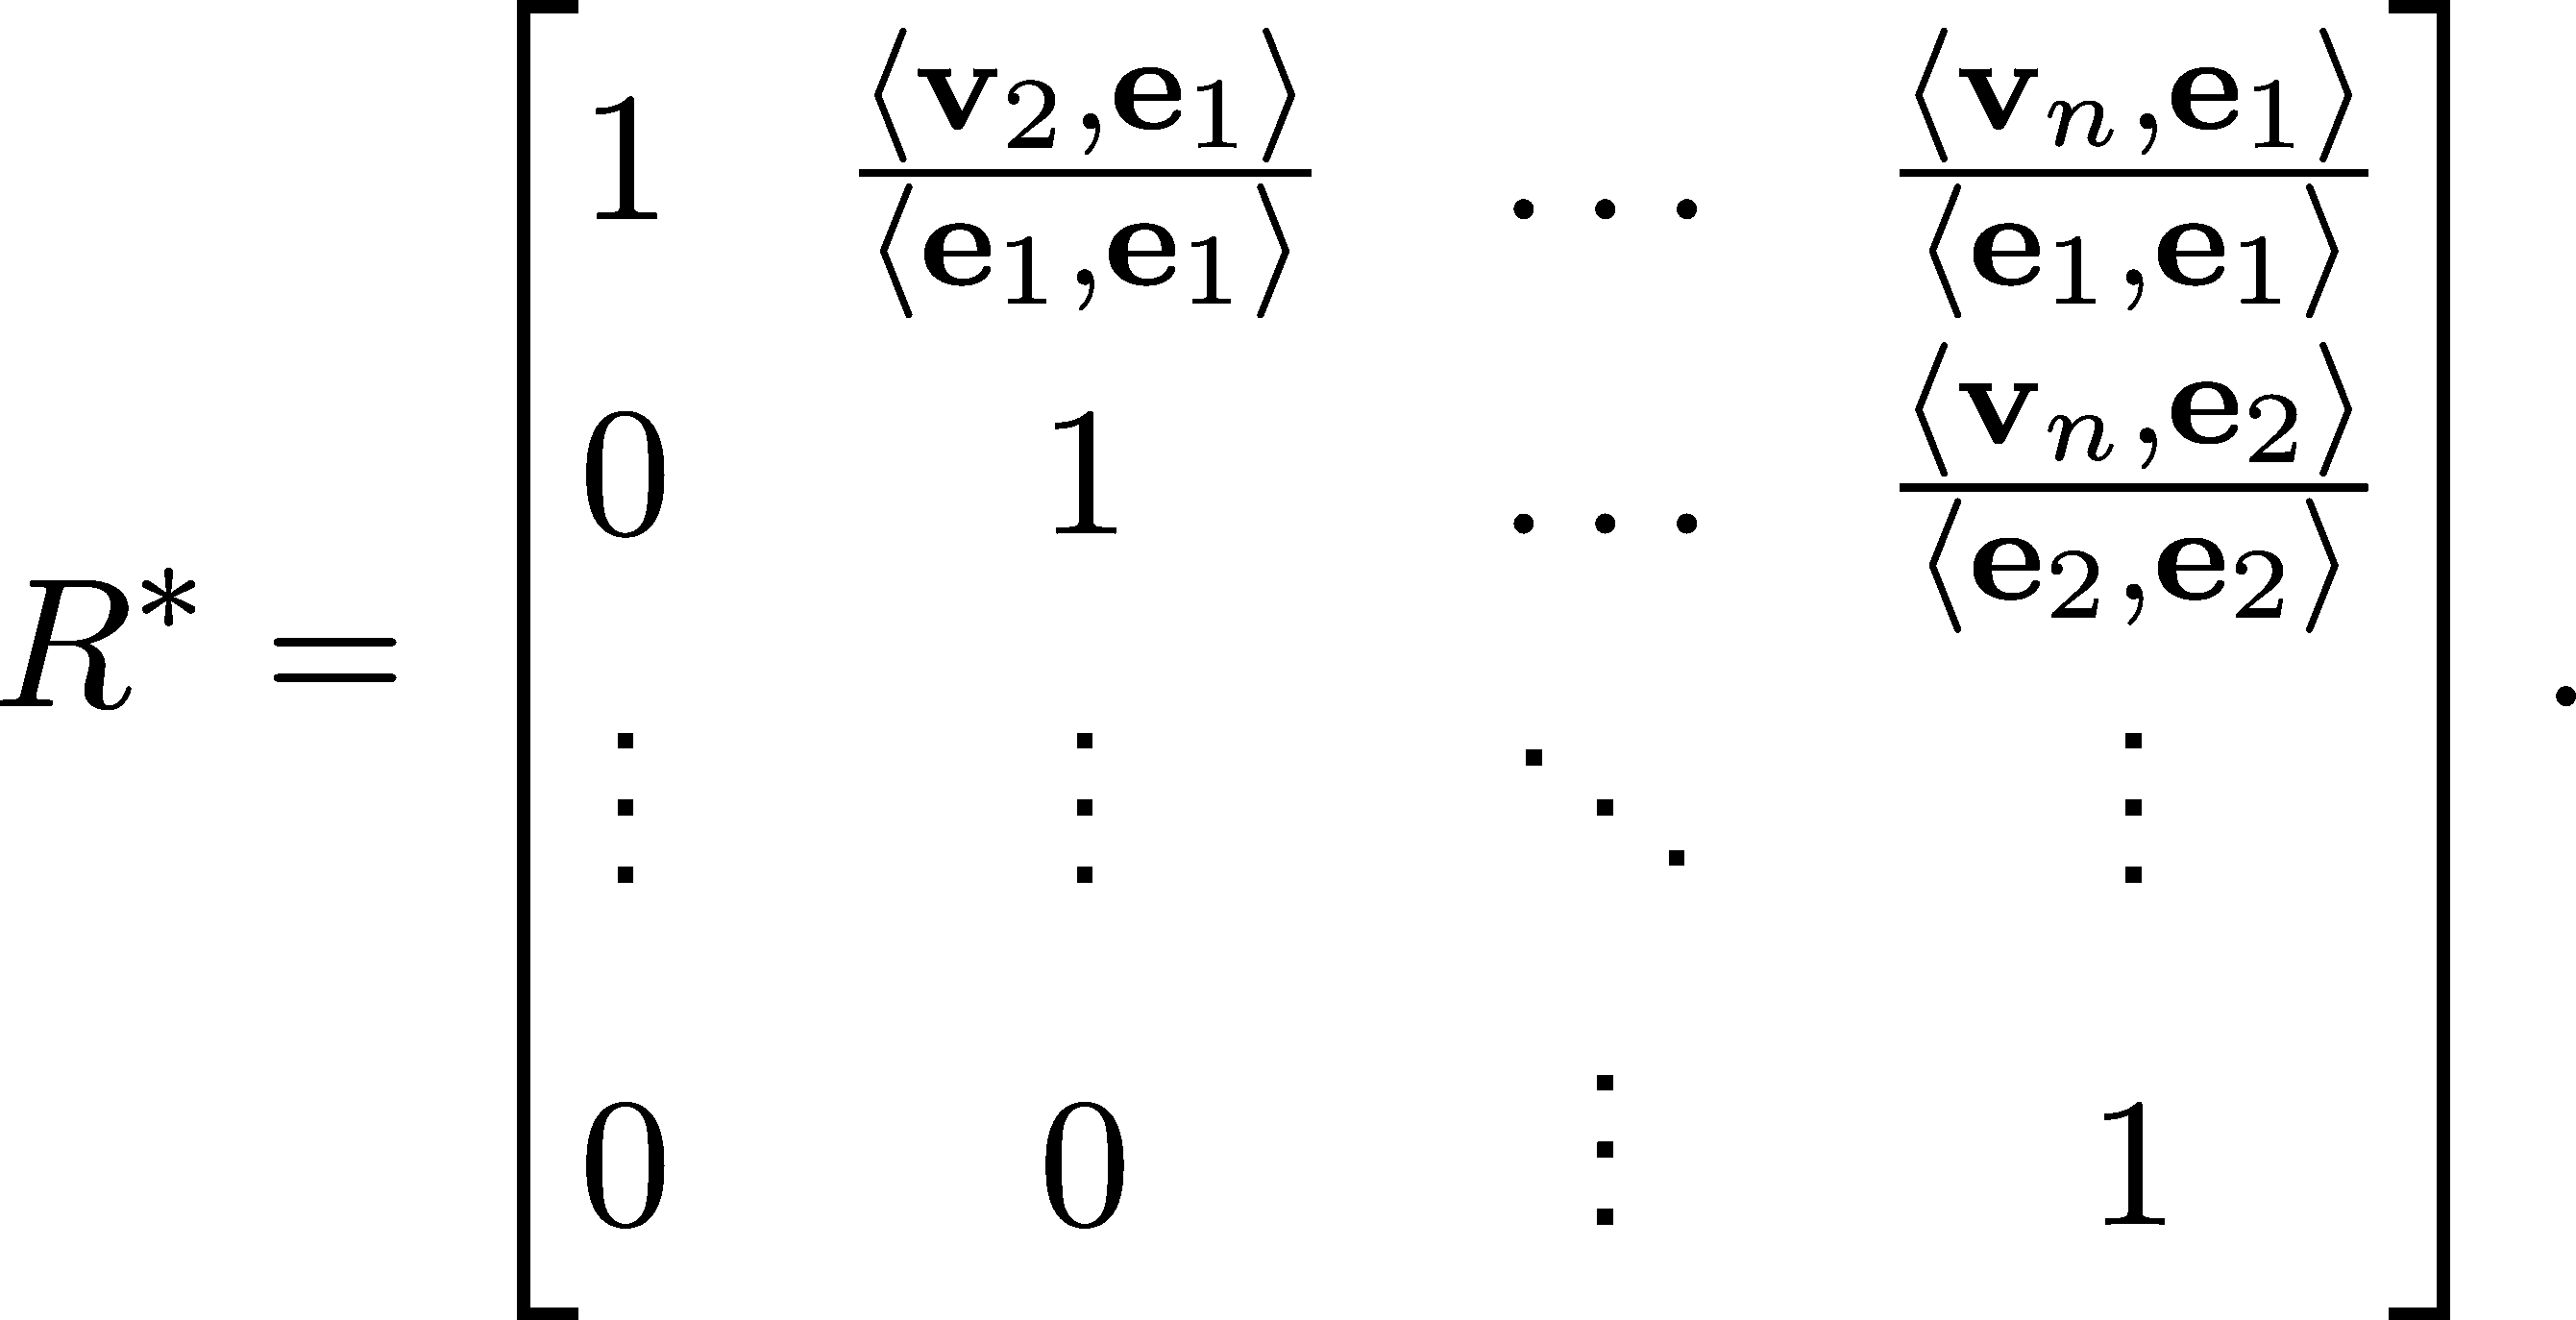 R^* = \begin{bmatrix} 1 & \frac{\langle \mathbf{v}_2, \mathbf{e}_1 \rangle}{\langle \mathbf{e}_1, \mathbf{e}_1 \rangle} & \cdots & \frac{\langle \mathbf{v}_n, \mathbf{e}_1 \rangle}{\langle \mathbf{e}_1, \mathbf{e}_1 \rangle} \\
0 & 1 & \cdots & \frac{\langle \mathbf{v}_n, \mathbf{e}_2 \rangle}{\langle \mathbf{e}_2, \mathbf{e}_2 \rangle} \\
\vdots & \vdots & \ddots & \vdots \\
0 & 0 & \vdots & 1 \end{bmatrix}.